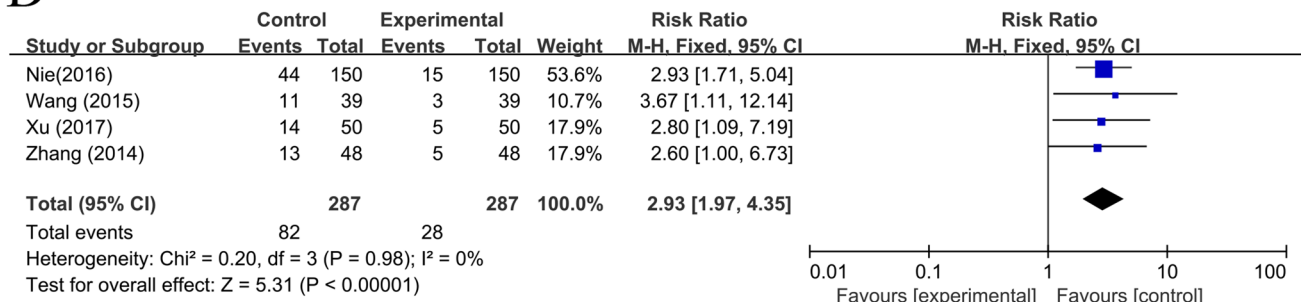 D
Control Experimental Risk Ratio Risk Ratio
Study or Subgroup Events Total Events Total Weight M-H, Fixed, 95% CI M-H, Fixed, 95% CI
Nie(2016) 44 150 15 150 53.6% 2.93 [1.71, 5.04]
Wang (2015) 11 39 3 39 10.7% 3.67 [1.11, 12.14]
Xu (2017) 14 50 5 50 17.9% 2.80 [1.09, 7.19]
Zhang (2014) 13 48 5 48 17.9% 2.60 [1.00, 6.73]
Total (95% CI) 287 287 100.0% 2.93 [1.97, 4.35]
Total events 82 28
Heterogeneity: Chi² = 0.20, df = 3 (P = 0.98); I² = 0%
Test for overall effect: Z = 5.31 (P < 0.00001)
0.01 0.1 1 10 100
Favours [experimental] Favours [control]